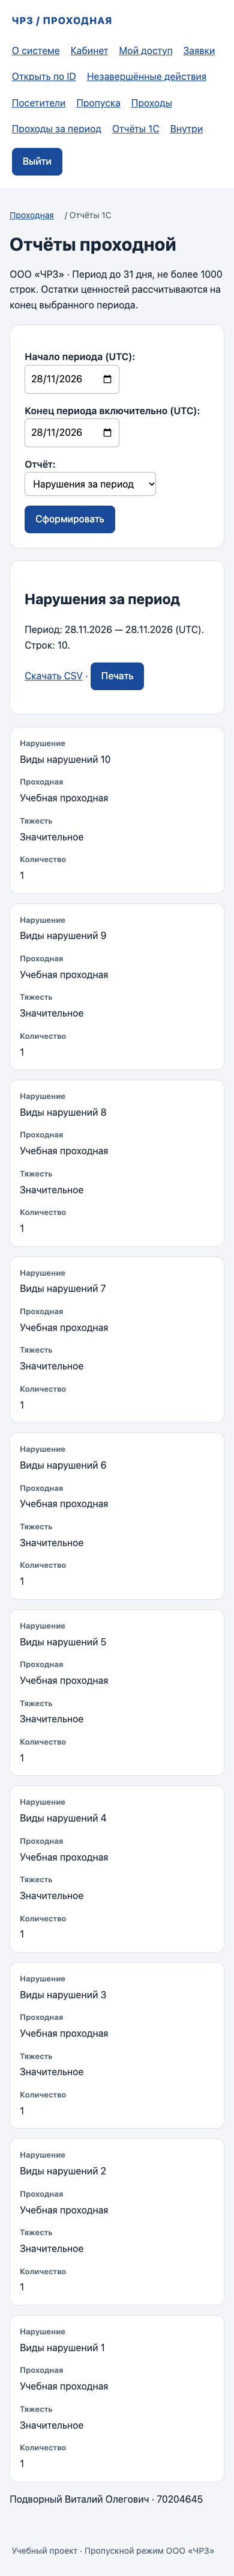 ЧРЗ / ПРОХОДНАЯ
О системе Кабинет Мой доступ Заявки
Открыть по ID Незавершённые действия
Посетители Пропуска Проходы
Проходы за период Отчёты 1С Внутри
Выйти
Проходная / Отчёты 1С
Отчёты проходной
ООО «ЧРЗ» · Период до 31 дня, не более 1000
строк. Остатки ценностей рассчитываются на
конец выбранного периода.
Начало периода (UTC):
28/11/2026
Конец периода включительно (UTC):
28/11/2026
Отчёт:
Нарушения за период
Сформировать
Нарушения за период
Период: 28.11.2026 — 28.11.2026 (UTC).
Строк: 10.
Скачать CSV · Печать
Нарушение
Виды нарушений 10
Проходная
Учебная проходная
Тяжесть
Значительное
Количество
1
Нарушение
Виды нарушений 9
Проходная
Учебная проходная
Тяжесть
Значительное
Количество
1
Нарушение
Виды нарушений 8
Проходная
Учебная проходная
Тяжесть
Значительное
Количество
1
Нарушение
Виды нарушений 7
Проходная
Учебная проходная
Тяжесть
Значительное
Количество
1
Нарушение
Виды нарушений 6
Проходная
Учебная проходная
Тяжесть
Значительное
Количество
1
Нарушение
Виды нарушений 5
Проходная
Учебная проходная
Тяжесть
Значительное
Количество
1
Нарушение
Виды нарушений 4
Проходная
Учебная проходная
Тяжесть
Значительное
Количество
1
Нарушение
Виды нарушений 3
Проходная
Учебная проходная
Тяжесть
Значительное
Количество
1
Нарушение
Виды нарушений 2
Проходная
Учебная проходная
Тяжесть
Значительное
Количество
1
Нарушение
Виды нарушений 1
Проходная
Учебная проходная
Тяжесть
Значительное
Количество
1
Подворный Виталий Олегович · 70204645
Учебный проект · Пропускной режим ООО «ЧРЗ»